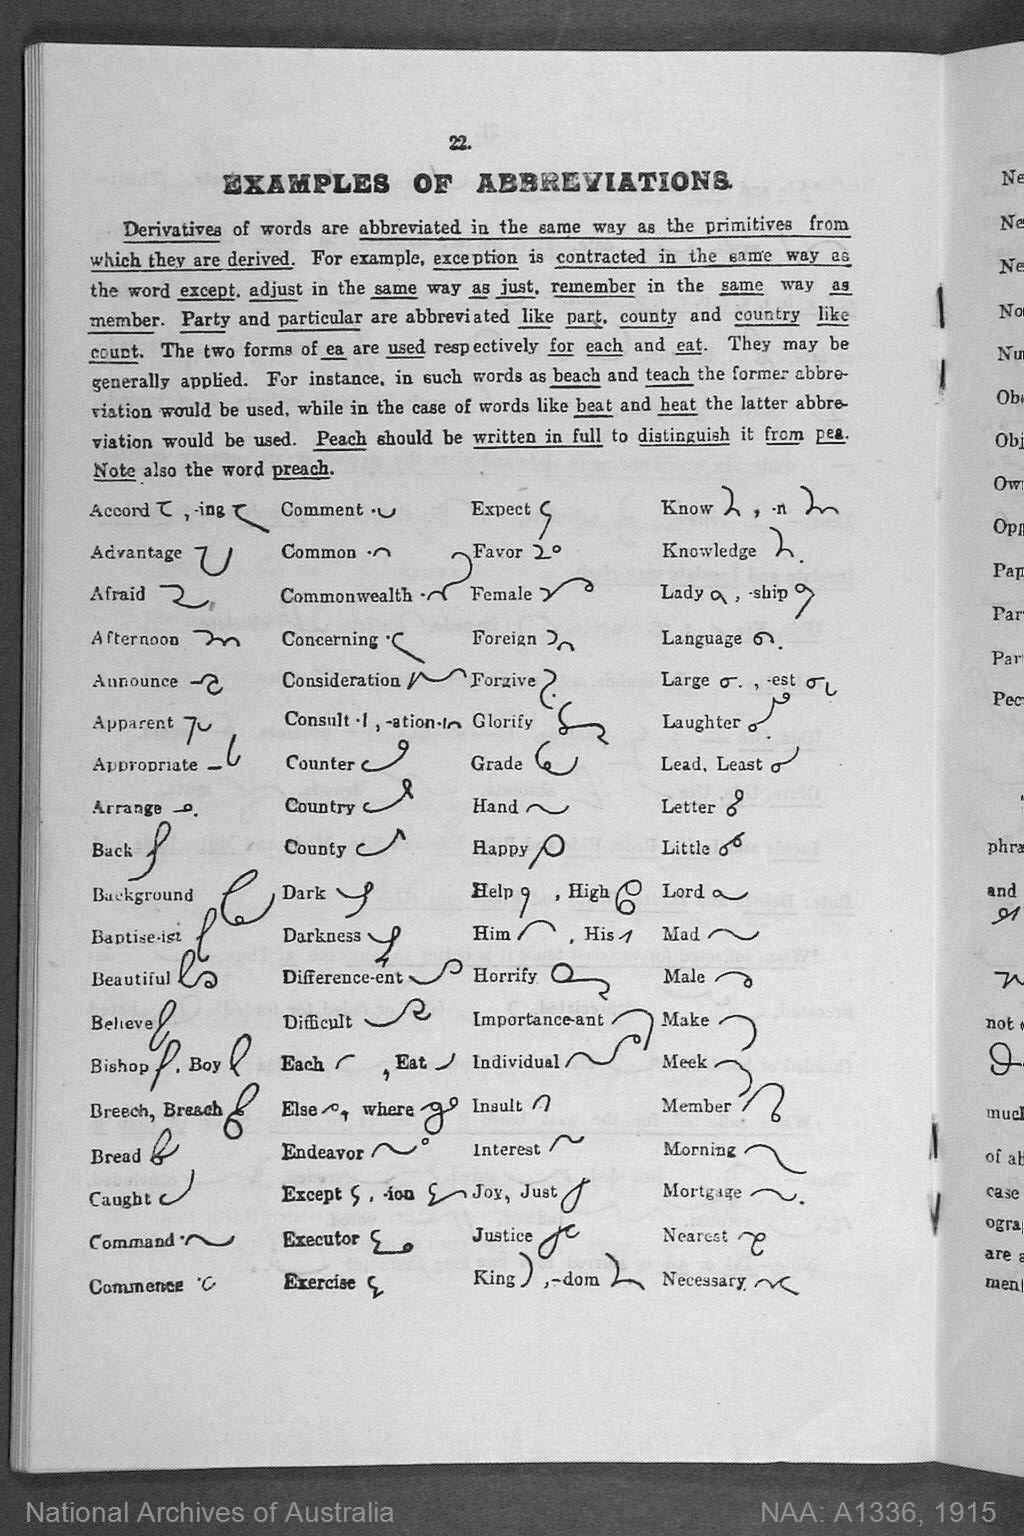 22.
EXAMPLES OF ABBREVIATIONS.
Derivatives of words are abbreviated in the same way as the primitives from
which they are derived. For example, exception is contracted in the same way as
the word except, adjust in the same way as just, remember in the same way as
member. Party and particular are abbreviated like part, county and country like
count. The two forms of ea are used respectively for each and eat. They may be
generally applied. For instance, in such words as beach and teach the former abbre-
viation would be used, while in the case of words like beat and heat the latter abbre-
viation would be used. Peach should be written in full to distinguish it from pea.
Note also the word preach.
Accord , -ing Comment Expect Know , -n
Advantage Common Favor Knowledge
Afraid Commonwealth Female Lady , -ship
Afternoon Concerning Foreign Language
Announce Consideration Forgive Large , -est
Apparent Consult , -ation Glorify Laughter
Appropriate Counter Grade Lead, Least
Arrange Country Hand Letter
Back County Happy Little
Background Dark Help , High Lord
Baptise-ist Darkness Him , His Mad
Beautiful Difference-ent Horrify Male
Believe Difficult Importance-ant Make
Bishop , Boy Each , Eat Individual Meek
Breech, Breach Else , where Insult Member
Bread Endeavor Interest Morning
Caught Except , -ion Joy, Just Mortgage
Command Executor Justice Nearest
Commence Exercise King , -dom Necessary
Ne
Ne
Ne
No
Nu
Ob
Obj
Ow
Opp
Pap
Par
Par
Pec
phra
and
not
muc
of ab
case
ogra
are a
ment
National Archives of Australia NAA: A1336, 1915